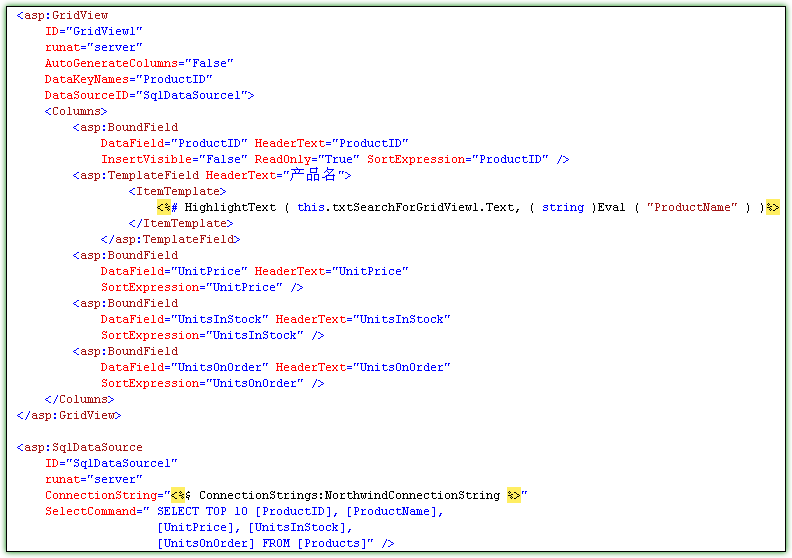 <asp:GridView
ID="GridView1"
runat="server"
AutoGenerateColumns="False"
DataKeyNames="ProductID"
DataSourceID="SqlDataSource1">
<Columns>
<asp:BoundField
DataField="ProductID" HeaderText="ProductID"
InsertVisible="False" ReadOnly="True" SortExpression="ProductID" />
<asp:TemplateField HeaderText="产品名">
<ItemTemplate>
<%# HighlightText ( this.txtSearchForGridView1.Text, ( string )Eval ( "ProductName" ) )%>
</ItemTemplate>
</asp:TemplateField>
<asp:BoundField
DataField="UnitPrice" HeaderText="UnitPrice"
SortExpression="UnitPrice" />
<asp:BoundField
DataField="UnitsInStock" HeaderText="UnitsInStock"
SortExpression="UnitsInStock" />
<asp:BoundField
DataField="UnitsOnOrder" HeaderText="UnitsOnOrder"
SortExpression="UnitsOnOrder" />
</Columns>
</asp:GridView>
<asp:SqlDataSource
ID="SqlDataSource1"
runat="server"
ConnectionString="<%$ ConnectionStrings:NorthwindConnectionString %>"
SelectCommand=" SELECT TOP 10 [ProductID], [ProductName],
[UnitPrice], [UnitsInStock],
[UnitsOnOrder] FROM [Products]" />